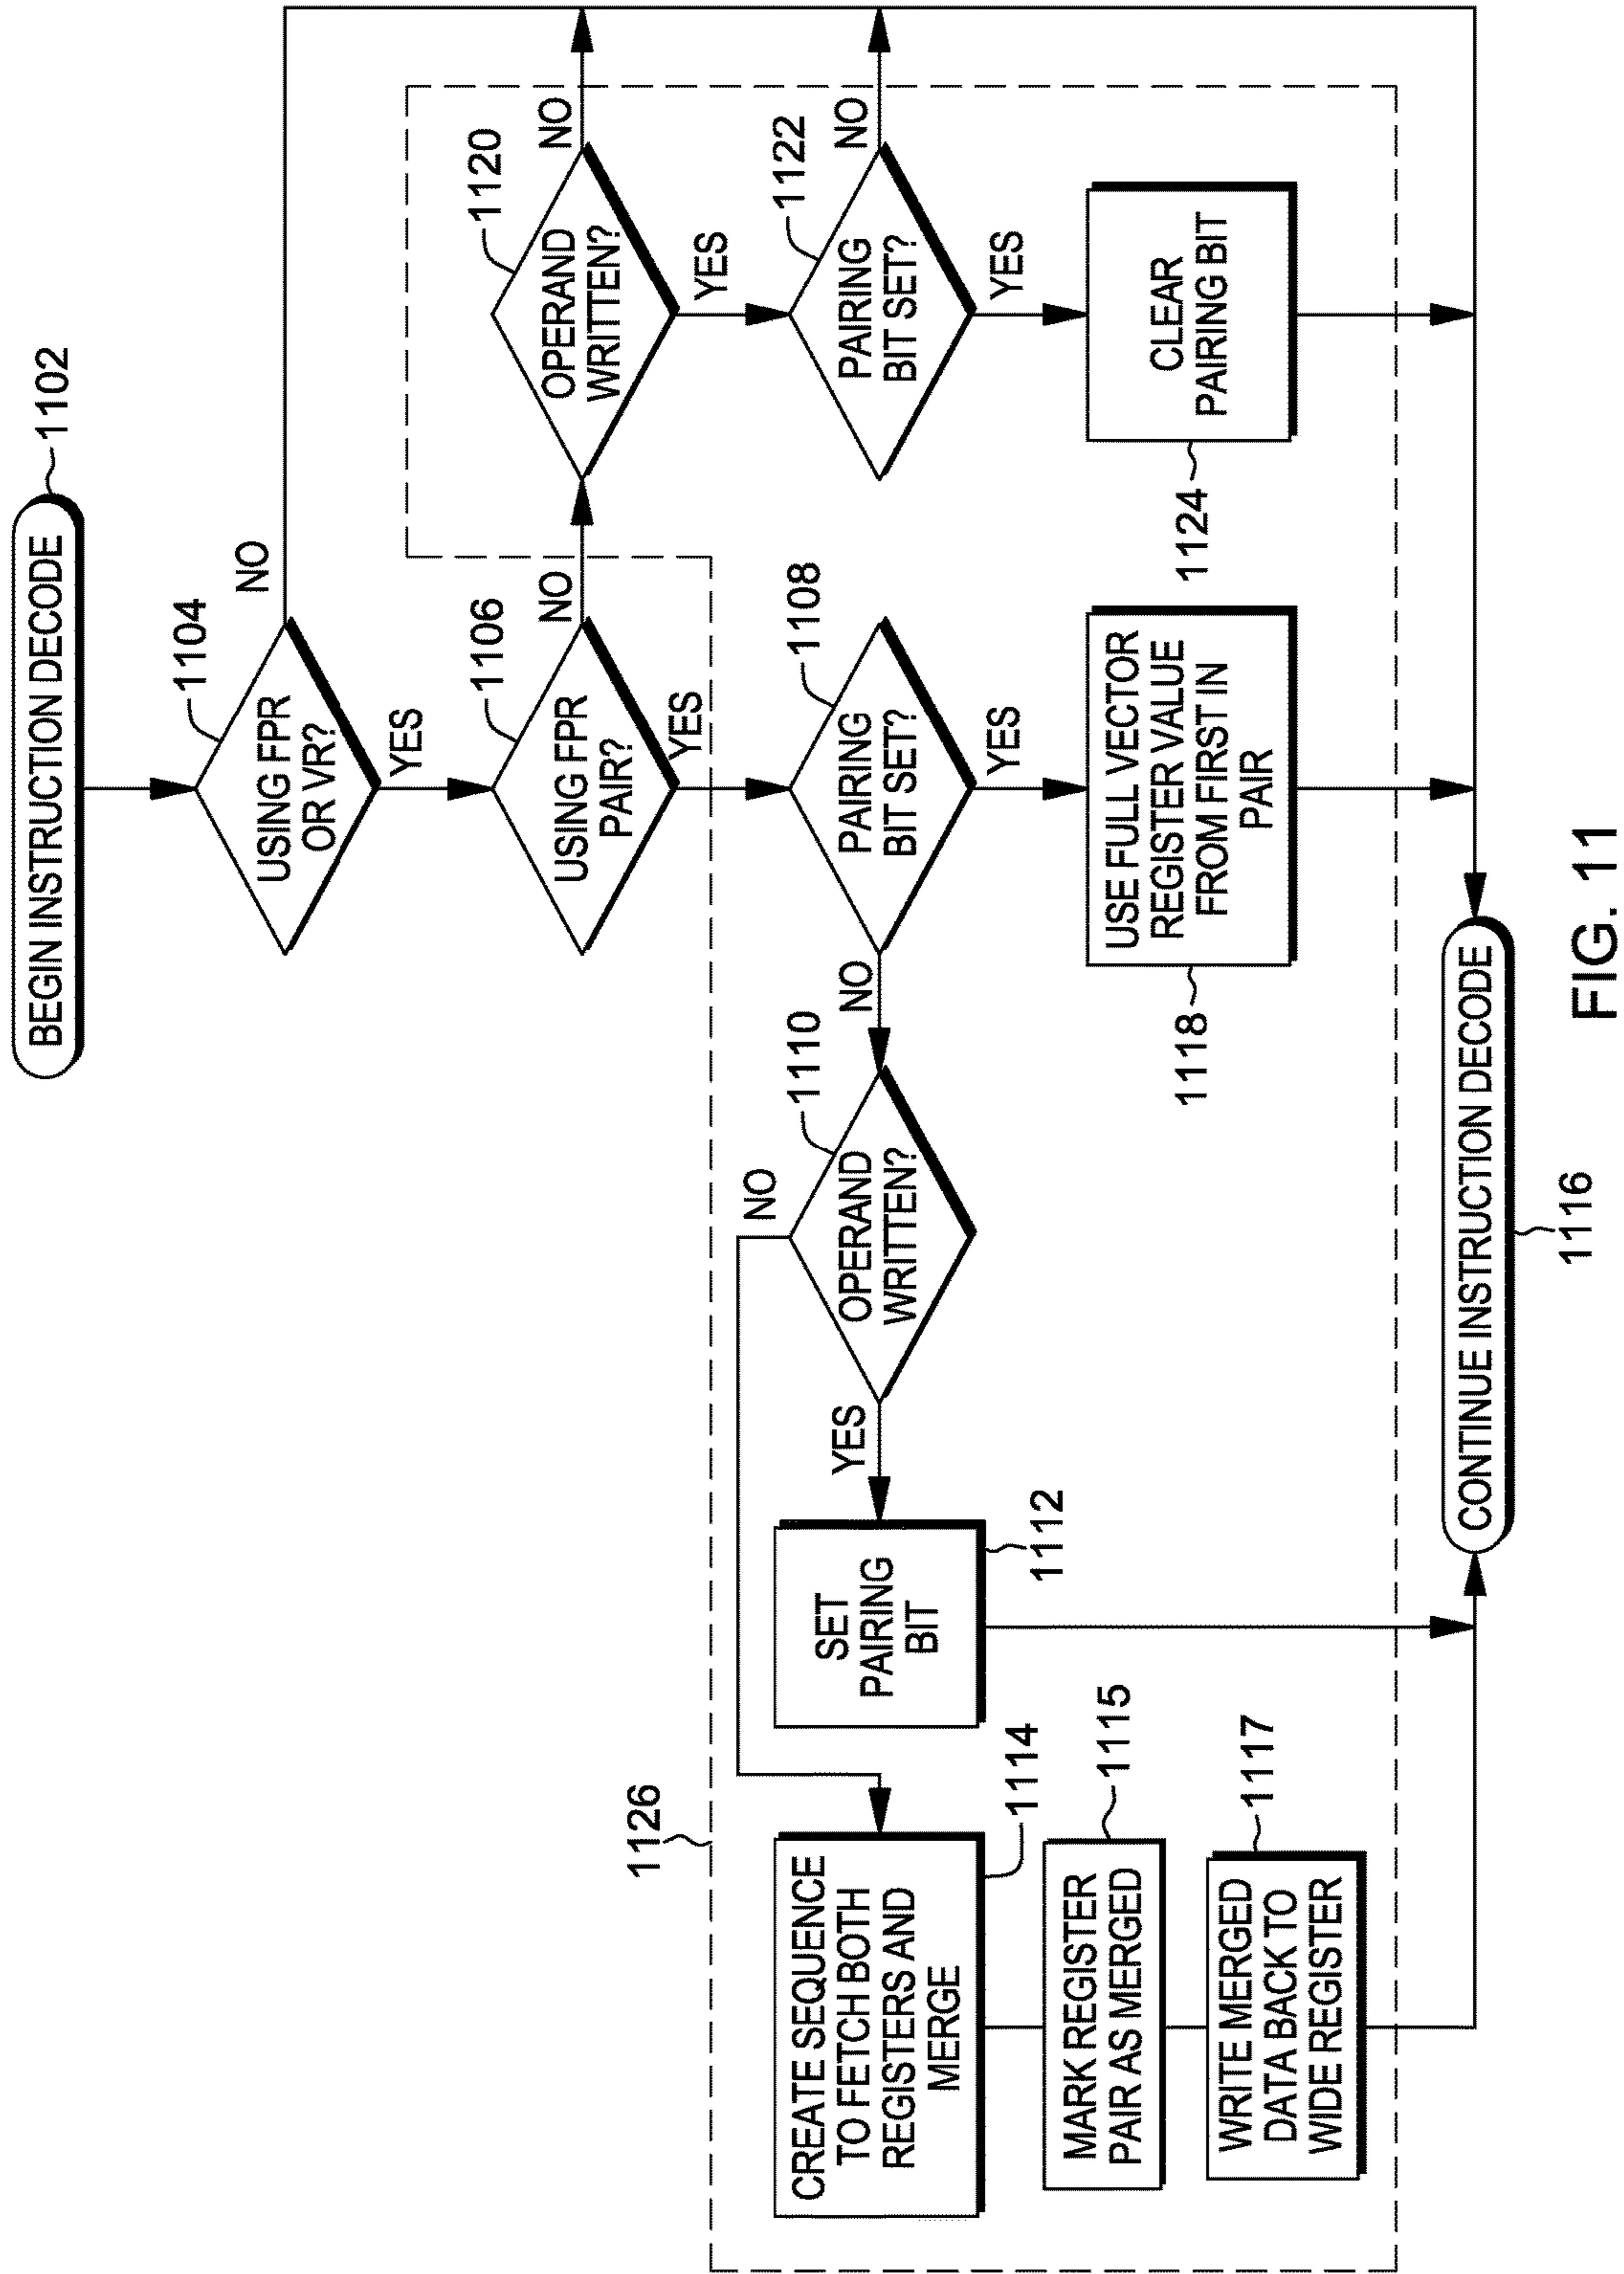 BEGIN INSTRUCTION DECODE
1102
USING FPR
OR VR?
1104
NO
YES
USING FPR
PAIR?
1106
NO
YES
OPERAND
WRITTEN?
1120
NO
YES
1126
PAIRING
BIT SET?
1108
NO
YES
PAIRING
BIT SET?
1122
NO
YES
OPERAND
WRITTEN?
1110
NO
YES
SET
PAIRING
BIT
1112
CREATE SEQUENCE
TO FETCH BOTH
REGISTERS AND
MERGE
1114
MARK REGISTER
PAIR AS MERGED
1115
WRITE MERGED
DATA BACK TO
WIDE REGISTER
1117
USE FULL VECTOR
REGISTER VALUE
FROM FIRST IN
PAIR
1118
CLEAR
PAIRING BIT
1124
CONTINUE INSTRUCTION DECODE
1116
FIG. 11